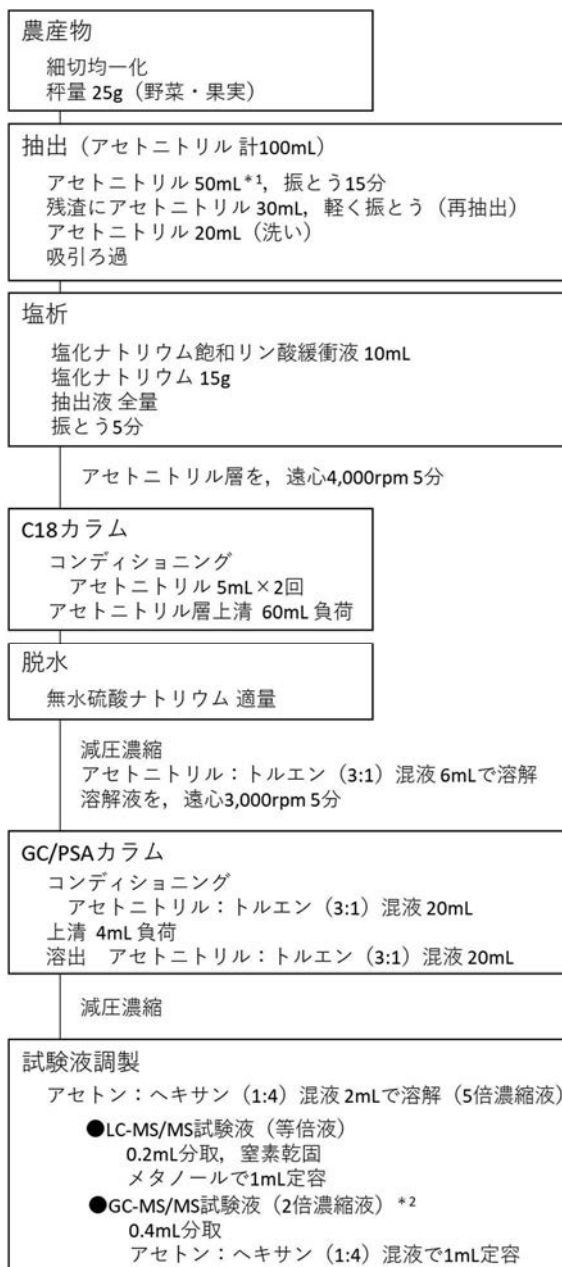 農産物
細切均一化
秤量 25g（野菜・果実）
抽出（アセトニトリル 計100mL）
アセトニトリル 50mL*1，振とう15分
残渣にアセトニトリル 30mL，軽く振とう（再抽出）
アセトニトリル 20mL（洗い）
吸引ろ過
塩析
塩化ナトリウム飽和リン酸緩衝液 10mL
塩化ナトリウム 15g
抽出液 全量
振とう5分
アセトニトリル層を，遠心4,000rpm 5分
C18カラム
コンディショニング
アセトニトリル 5mL×2回
アセトニトリル層上清 60mL 負荷
脱水
無水硫酸ナトリウム 適量
減圧濃縮
アセトニトリル：トルエン（3:1）混液 6mLで溶解
溶解液を，遠心3,000rpm 5分
GC/PSAカラム
コンディショニング
アセトニトリル：トルエン（3:1）混液 20mL
上清 4mL 負荷
溶出　アセトニトリル：トルエン（3:1）混液 20mL
減圧濃縮
試験液調製
アセトン：ヘキサン（1:4）混液 2mLで溶解（5倍濃縮液）
●LC-MS/MS試験液（等倍液）
0.2mL分取，窒素乾固
メタノールで1mL定容
●GC-MS/MS試験液（2倍濃縮液）*2
0.4mL分取
アセトン：ヘキサン（1:4）混液で1mL定容